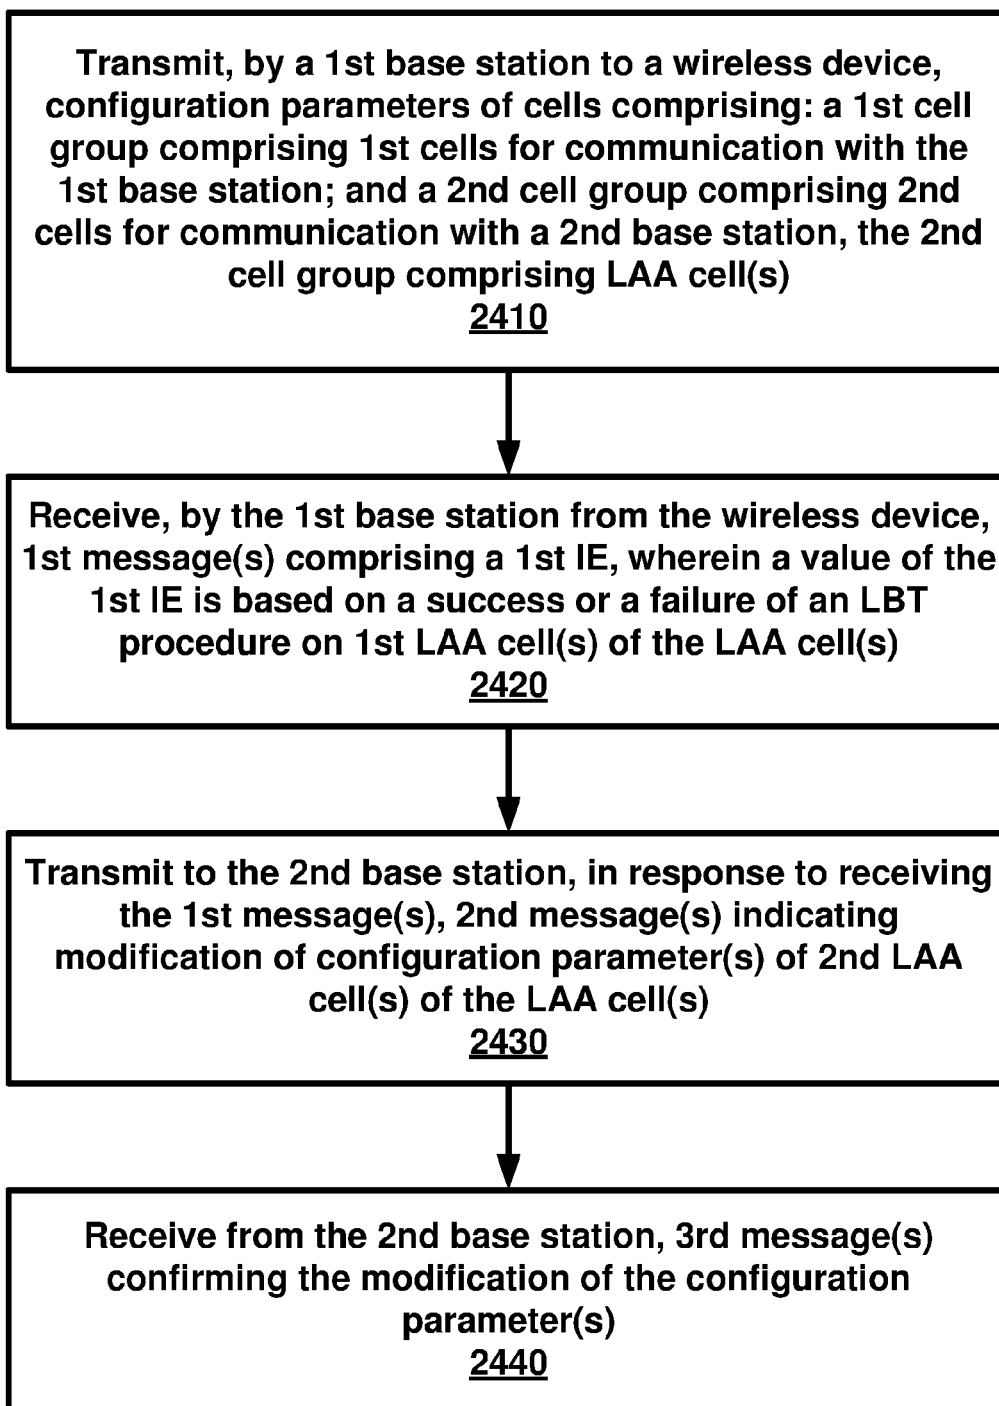 Transmit, by a 1st base station to a wireless device,
configuration parameters of cells comprising: a 1st cell
group comprising 1st cells for communication with the
1st base station; and a 2nd cell group comprising 2nd
cells for communication with a 2nd base station, the 2nd
cell group comprising LAA cell(s)
2410
Receive, by the 1st base station from the wireless device,
1st message(s) comprising a 1st IE, wherein a value of the
1st IE is based on a success or a failure of an LBT
procedure on 1st LAA cell(s) of the LAA cell(s)
2420
Transmit to the 2nd base station, in response to receiving
the 1st message(s), 2nd message(s) indicating
modification of configuration parameter(s) of 2nd LAA
cell(s) of the LAA cell(s)
2430
Receive from the 2nd base station, 3rd message(s)
confirming the modification of the configuration
parameter(s)
2440